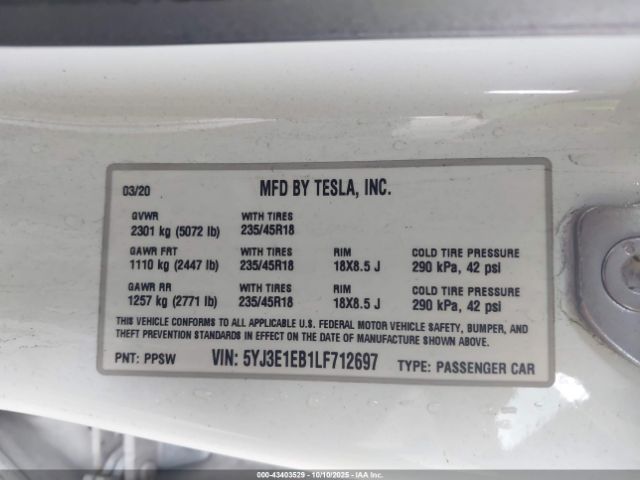 03/20 MFD BY TESLA, INC.
GVWR WITH TIRES
2301 kg (5072 lb) 235/45R18
GAWR FRT WITH TIRES RIM COLD TIRE PRESSURE
1110 kg (2447 lb) 235/45R18 18X8.5 J 290 kPa, 42 psi
GAWR RR WITH TIRES RIM COLD TIRE PRESSURE
1257 kg (2771 lb) 235/45R18 18X8.5 J 290 kPa, 42 psi
THIS VEHICLE CONFORMS TO ALL APPLICABLE U.S. FEDERAL MOTOR VEHICLE SAFETY, BUMPER, AND
THEFT PREVENTION STANDARDS IN EFFECT ON THE DATE OF MANUFACTURE SHOWN ABOVE.
PNT: PPSW VIN: 5YJ3E1EB1LF712697 TYPE: PASSENGER CAR
000-43403529 - 10/10/2025 - IAAI.COM